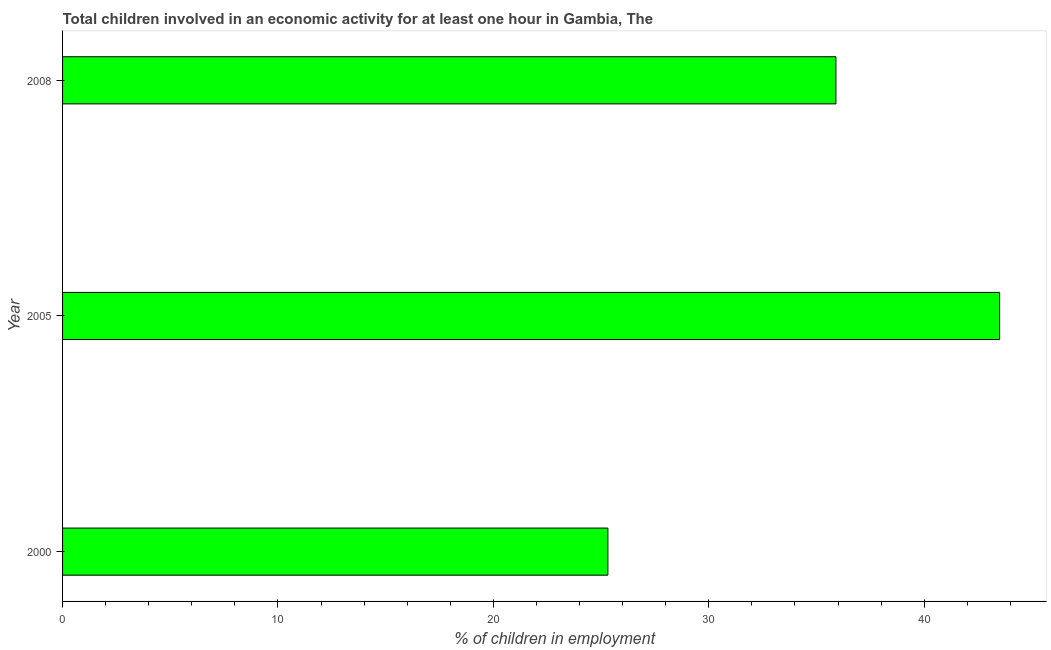 Total children involved in an economic activity for at least one hour in Gambia, The
2008
2005
2000
Year
0 10 20 30 40
% of children in employment